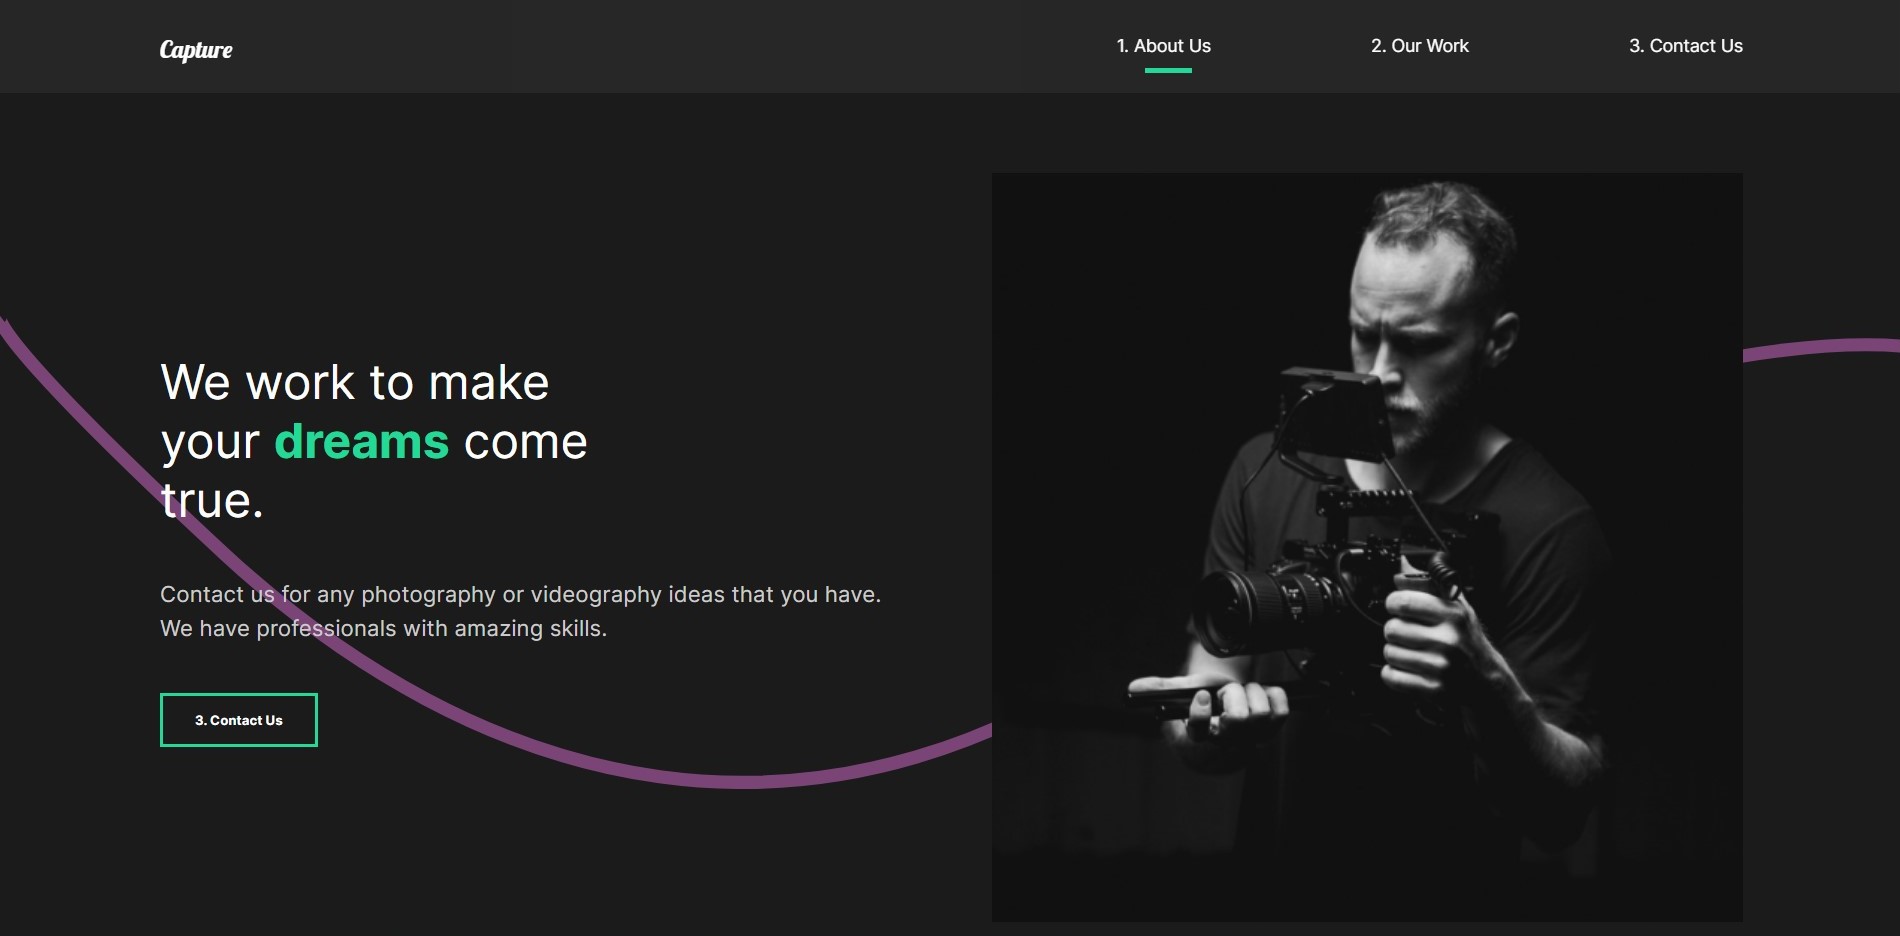 Capture
1. About Us
2. Our Work
3. Contact Us
We work to make
your dreams come
true.
Contact us for any photography or videography ideas that you have.
We have professionals with amazing skills.
3. Contact Us